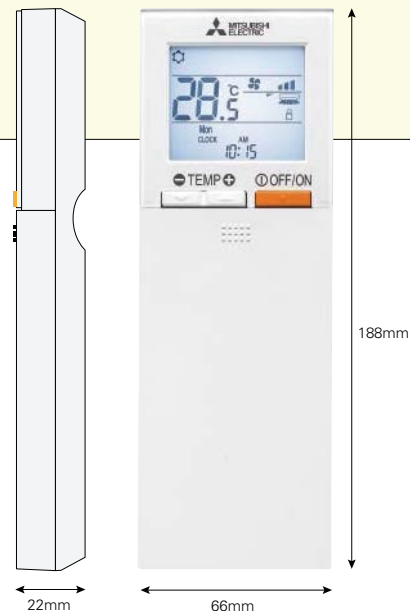 MITSUBISHI
ELECTRIC
28.5 ℃
Mon
CLOCK AM
10:15
TEMP
OFF/ON
188mm
22mm
66mm